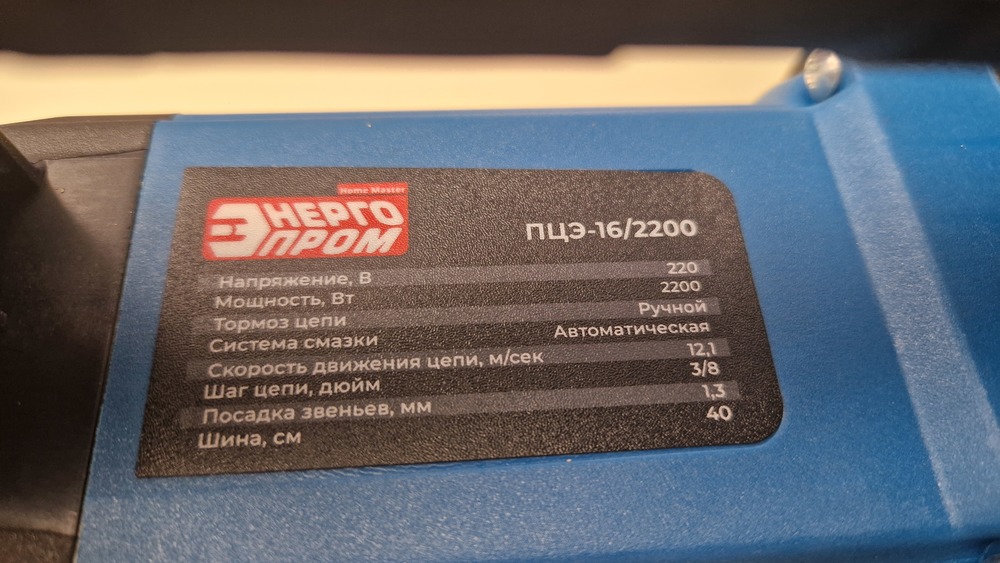 Home Master
ЭНЕРГО
ПРОМ
ПЦЭ-16/2200
Напряжение, В 220
Мощность, Вт 2200
Тормоз цепи Ручной
Система смазки Автоматическая
Скорость движения цепи, м/сек 12,1
Шаг цепи, дюйм 3/8
Посадка звеньев, мм 1,3
Шина, см 40